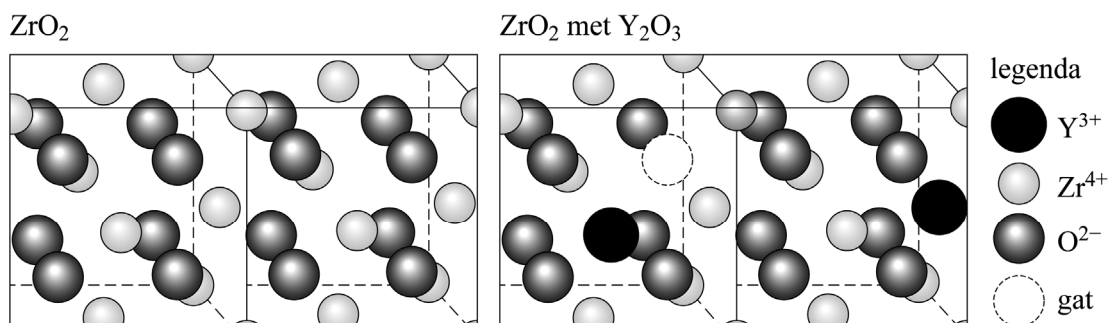 ZrO₂
ZrO₂ met Y₂O₃
legenda
Y³⁺
Zr⁴⁺
O²⁻
gat